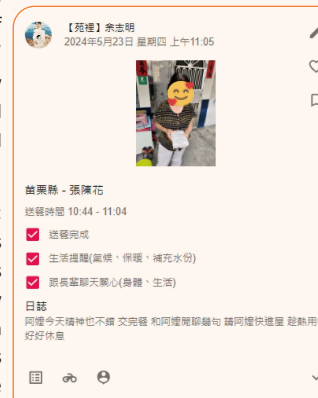 【苑裡】余志明
2024年5月23日 星期四 上午11:05
苗栗縣 - 張陳花
送餐時間 10:44 - 11:04
送餐完成
生活提醒(氣候、保暖、補充水份)
跟長輩聊天關心(身體、生活)
日誌
阿嬤今天精神也不錯 交完餐 和阿嬤閒聊幾句 請阿嬤快進屋 趁熱用
好好休息